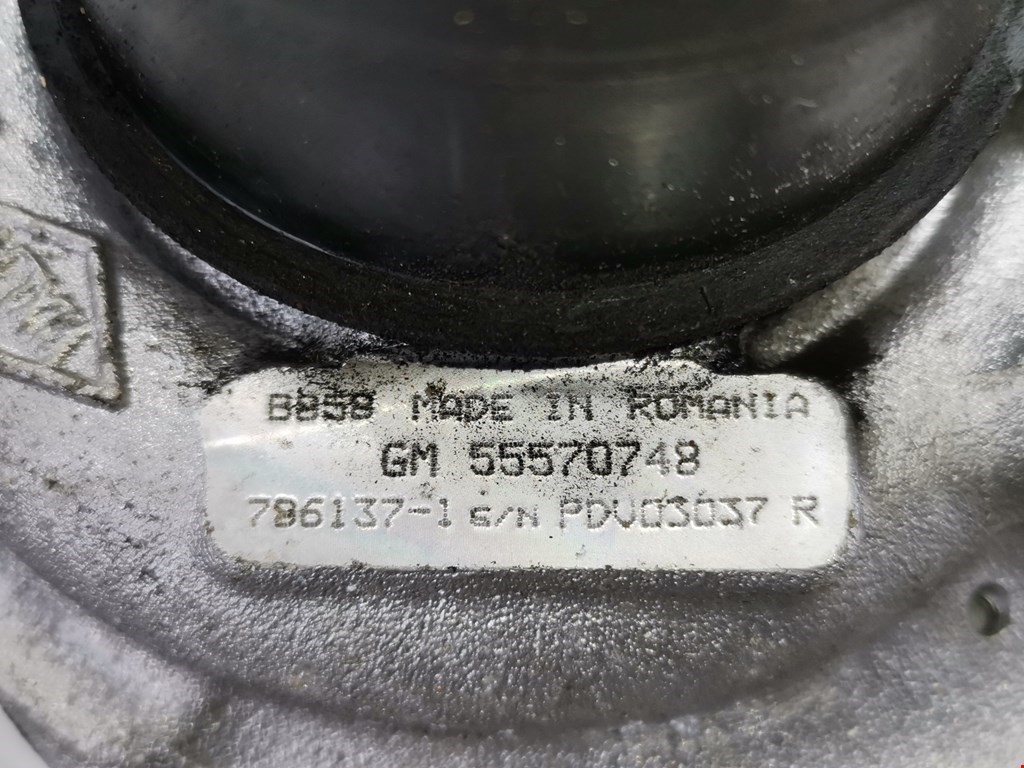 B858 MADE IN ROMANIA
GM 55570748
786137-1 S/N PDV03037 R